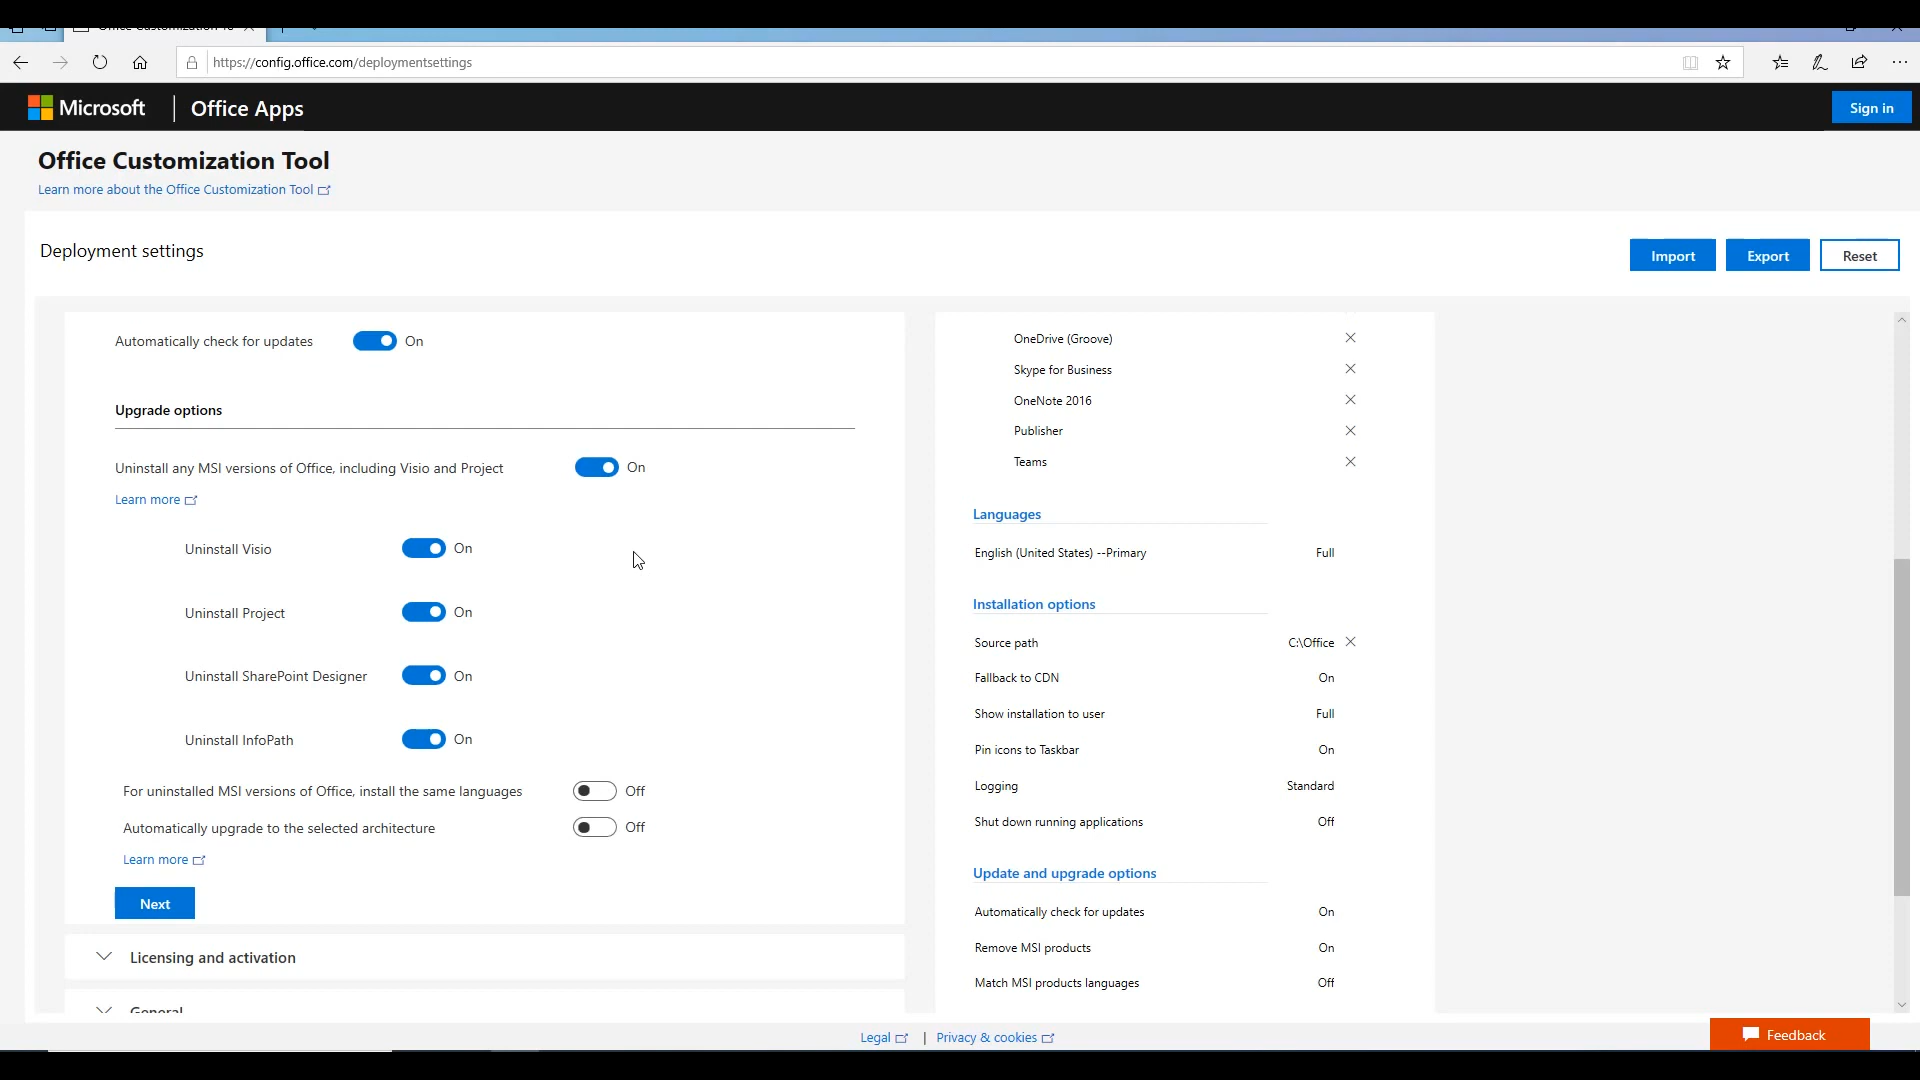 Office Customization To
https://config.office.com/deploymentsettings
Microsoft | Office Apps
Sign in
Office Customization Tool
Learn more about the Office Customization Tool
Deployment settings
Import
Export
Reset
Automatically check for updates
On
Upgrade options
Uninstall any MSI versions of Office, including Visio and Project
On
Learn more
Uninstall Visio
On
Uninstall Project
On
Uninstall SharePoint Designer
On
Uninstall InfoPath
On
For uninstalled MSI versions of Office, install the same languages
Off
Automatically upgrade to the selected architecture
Off
Learn more
Next
Licensing and activation
General
OneDrive (Groove)
Skype for Business
OneNote 2016
Publisher
Teams
Languages
English (United States) --Primary
Full
Installation options
Source path
C:\Office
Fallback to CDN
On
Show installation to user
Full
Pin icons to Taskbar
On
Logging
Standard
Shut down running applications
Off
Update and upgrade options
Automatically check for updates
On
Remove MSI products
On
Match MSI products languages
Off
Legal | Privacy & cookies
Feedback